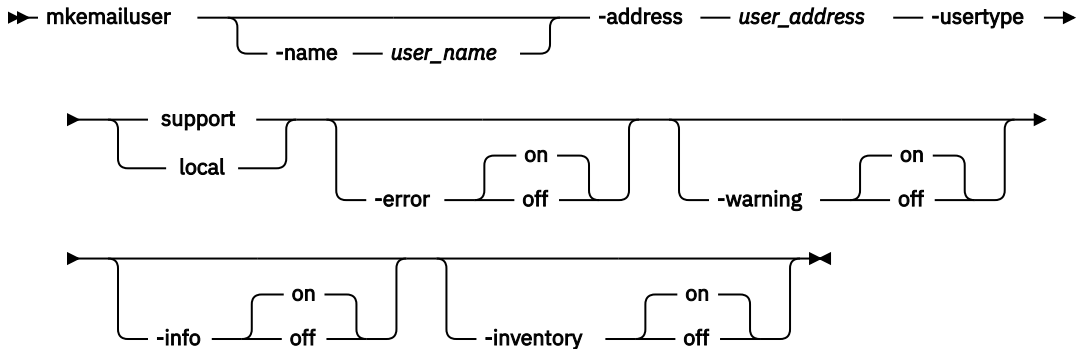 mkemailuser -address user_address -usertype
-name user_name
support
local
on on
-error off -warning off
on on
-info off -inventory off